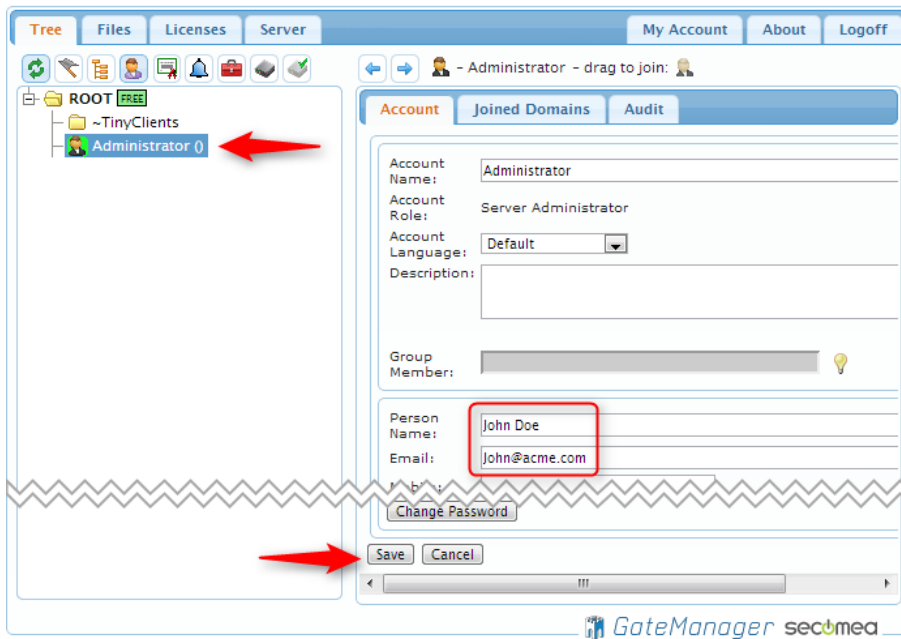 Tree Files Licenses Server My Account About Logoff
- Administrator - drag to join:
ROOT FREE
~TinyClients
Administrator ()
Account Joined Domains Audit
Account Name: Administrator
Account Role: Server Administrator
Account Language: Default
Description:
Group Member:
Person Name: John Doe
Email: John@acme.com
Change Password
Save Cancel
GateManager secomea